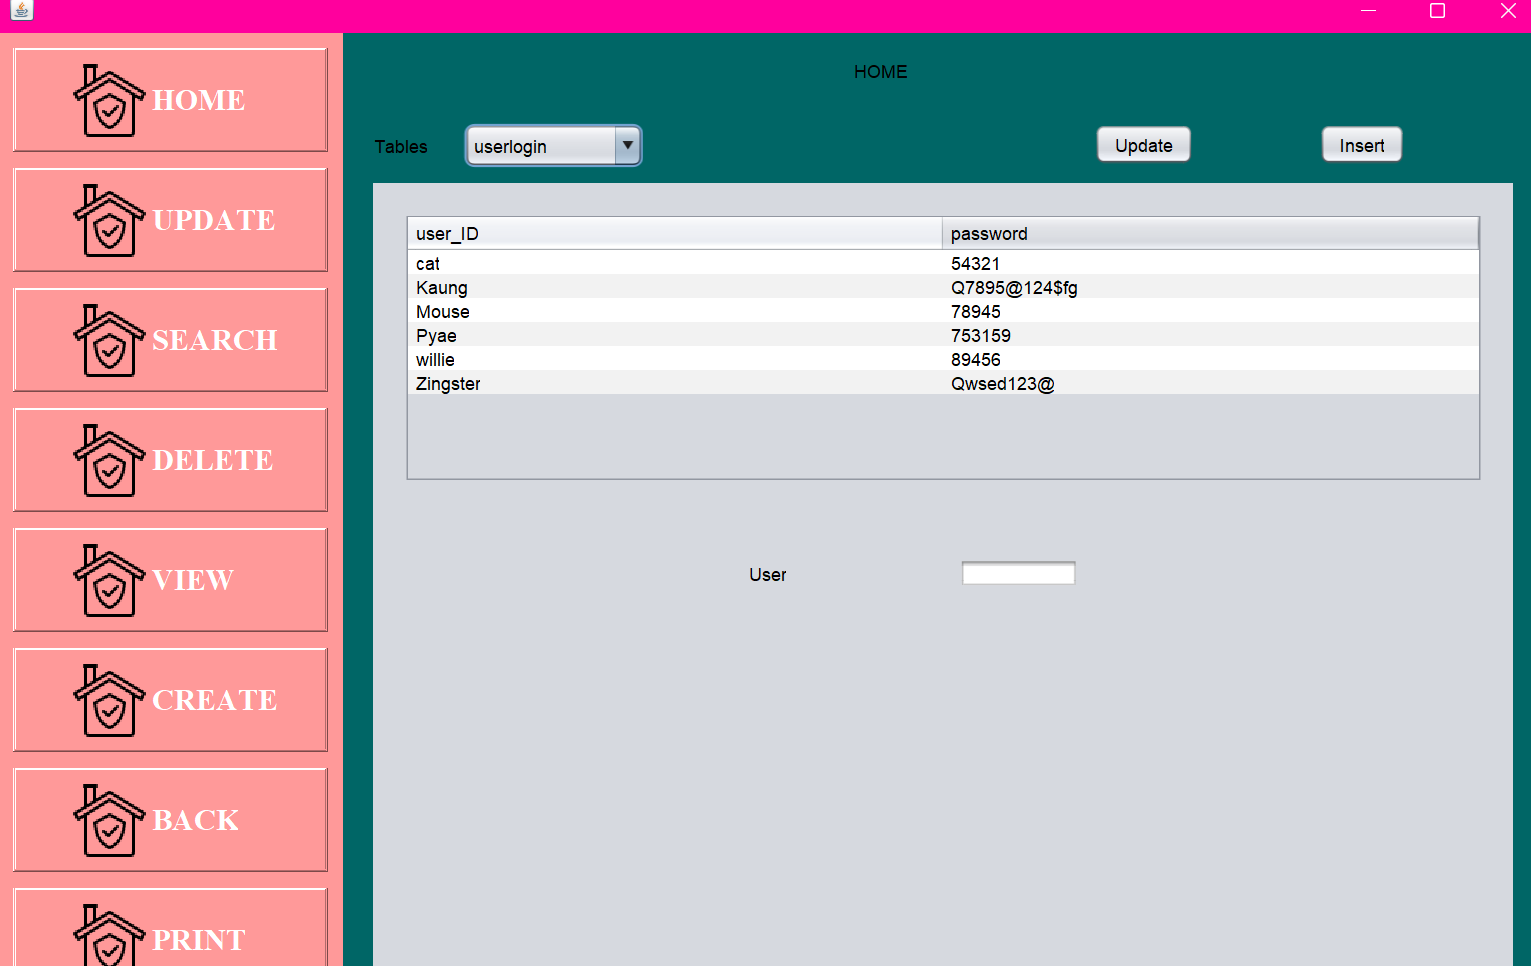 HOME
UPDATE
SEARCH
DELETE
VIEW
CREATE
BACK
PRINT
HOME
Tables userlogin Update Insert
user_ID password
cat 54321
Kaung Q7895@124$fg
Mouse 78945
Pyae 753159
willie 89456
Zingster Qwsed123@
User